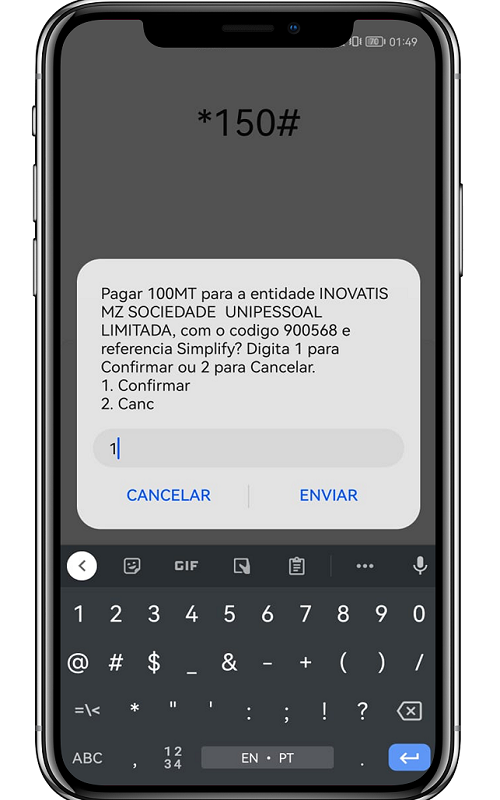 70 01:49
*150#
Pagar 100MT para a entidade INOVATIS
MZ SOCIEDADE  UNIPESSOAL
LIMITADA, com o codigo 900568 e
referencia Simplify? Digita 1 para
Confirmar ou 2 para Cancelar.
1. Confirmar
2. Canc
1
CANCELAR ENVIAR
GIF
1 2 3 4 5 6 7 8 9 0
@ # $ _ & - + ( ) /
=\< * " ' : ; ! ?
ABC , 12 34 EN • PT .